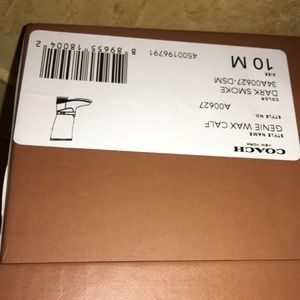 COACH
NEW YORK
STYLE NAME
GENIE WAX CALF
STYLE NO.
A00627
COLOR
DARK SMOKE
34A00627-DSM
SIZE
10 M
4500196791
8 89655 18004 2